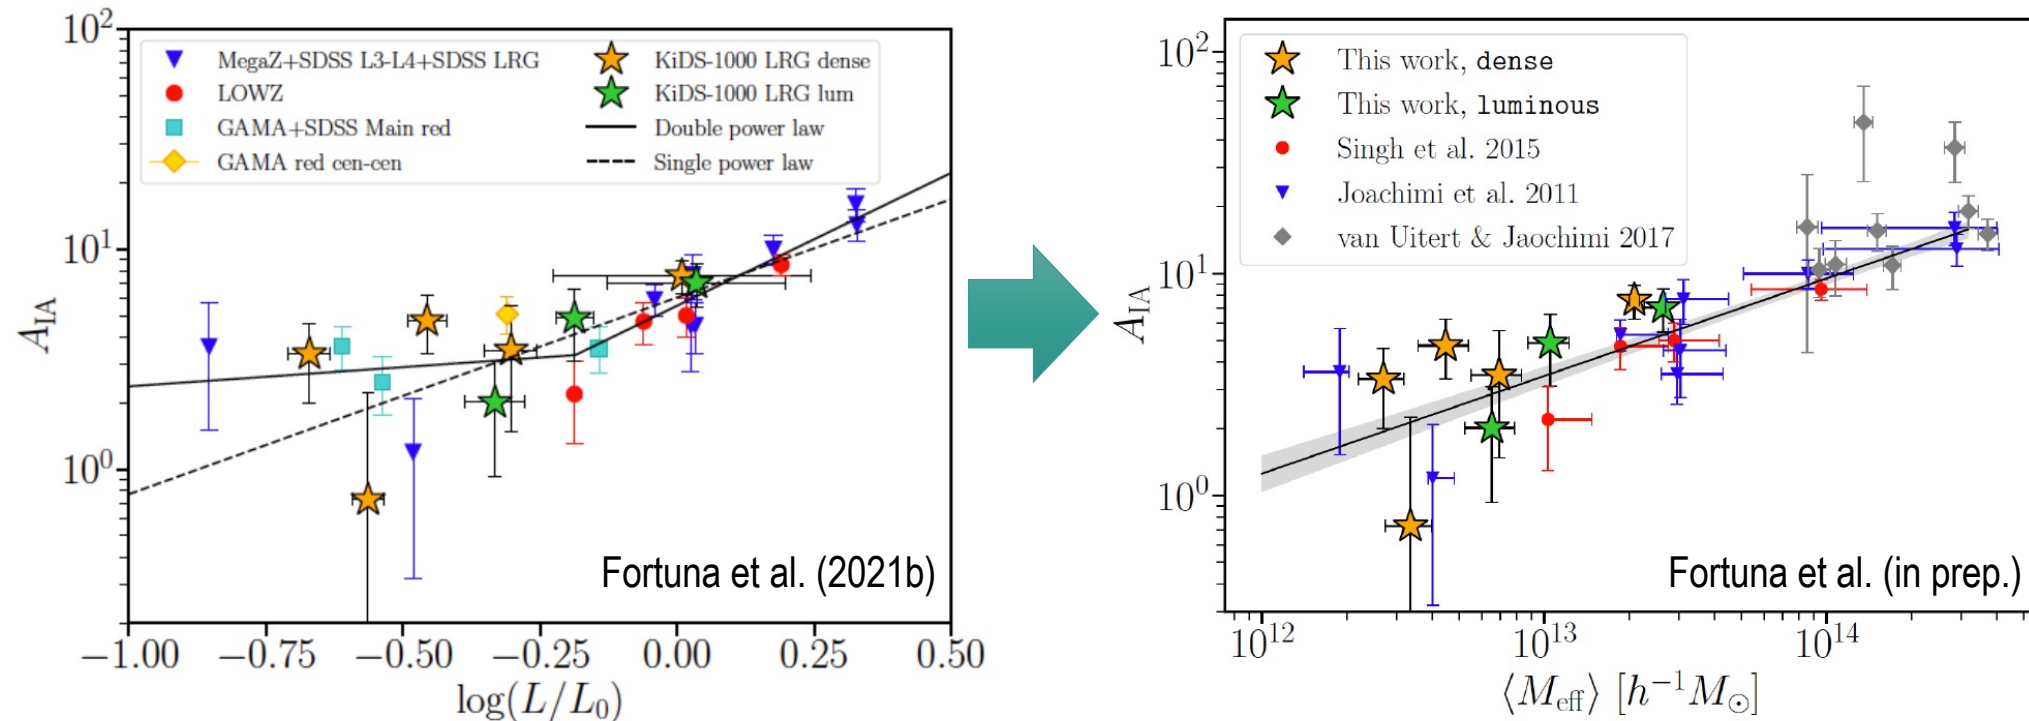 10²
10¹
10⁰
A_IA
MegaZ+SDSS L3-L4+SDSS LRG
LOWZ
GAMA+SDSS Main red
GAMA red cen-cen
KiDS-1000 LRG dense
KiDS-1000 LRG lum
Double power law
Single power law
Fortuna et al. (2021b)
−1.00 −0.75 −0.50 −0.25 0.00 0.25 0.50
log(L/L₀)
10²
10¹
10⁰
A_IA
This work, dense
This work, luminous
Singh et al. 2015
Joachimi et al. 2011
van Uitert & Jaochimi 2017
Fortuna et al. (in prep.)
10¹² 10¹³ 10¹⁴
⟨M_eff⟩ [h⁻¹M_⊙]